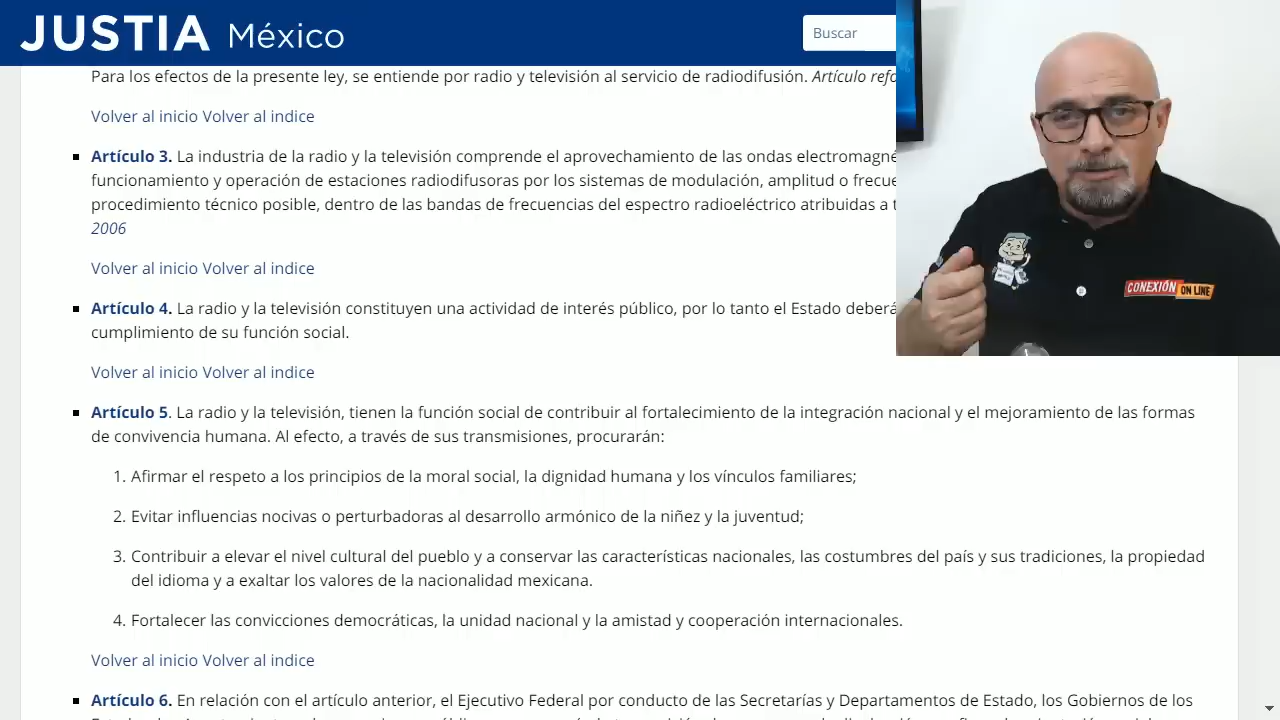 JUSTIA México
Buscar
Para los efectos de la presente ley, se entiende por radio y televisión al servicio de radiodifusión. Artículo
Volver al inicio Volver al indice
Artículo 3. La industria de la radio y la televisión comprende el aprovechamiento de las ondas
funcionamiento y operación de estaciones radiodifusoras por los sistemas de modulación, amplitud o
procedimiento técnico posible, dentro de las bandas de frecuencias del espectro radioeléctrico atribuidas a
2006
Volver al inicio Volver al indice
Artículo 4. La radio y la televisión constituyen una actividad de interés público, por lo tanto el Estado deberá
cumplimiento de su función social.
Volver al inicio Volver al indice
Artículo 5. La radio y la televisión, tienen la función social de contribuir al fortalecimiento de la integración nacional y el mejoramiento de las formas
de convivencia humana. Al efecto, a través de sus transmisiones, procurarán:
1. Afirmar el respeto a los principios de la moral social, la dignidad humana y los vínculos familiares;
2. Evitar influencias nocivas o perturbadoras al desarrollo armónico de la niñez y la juventud;
3. Contribuir a elevar el nivel cultural del pueblo y a conservar las características nacionales, las costumbres del país y sus tradiciones, la propiedad
del idioma y a exaltar los valores de la nacionalidad mexicana.
4. Fortalecer las convicciones democráticas, la unidad nacional y la amistad y cooperación internacionales.
Volver al inicio Volver al indice
Artículo 6. En relación con el artículo anterior, el Ejecutivo Federal por conducto de las Secretarías y Departamentos de Estado, los Gobiernos de los
CONEXIÓN ON LINE